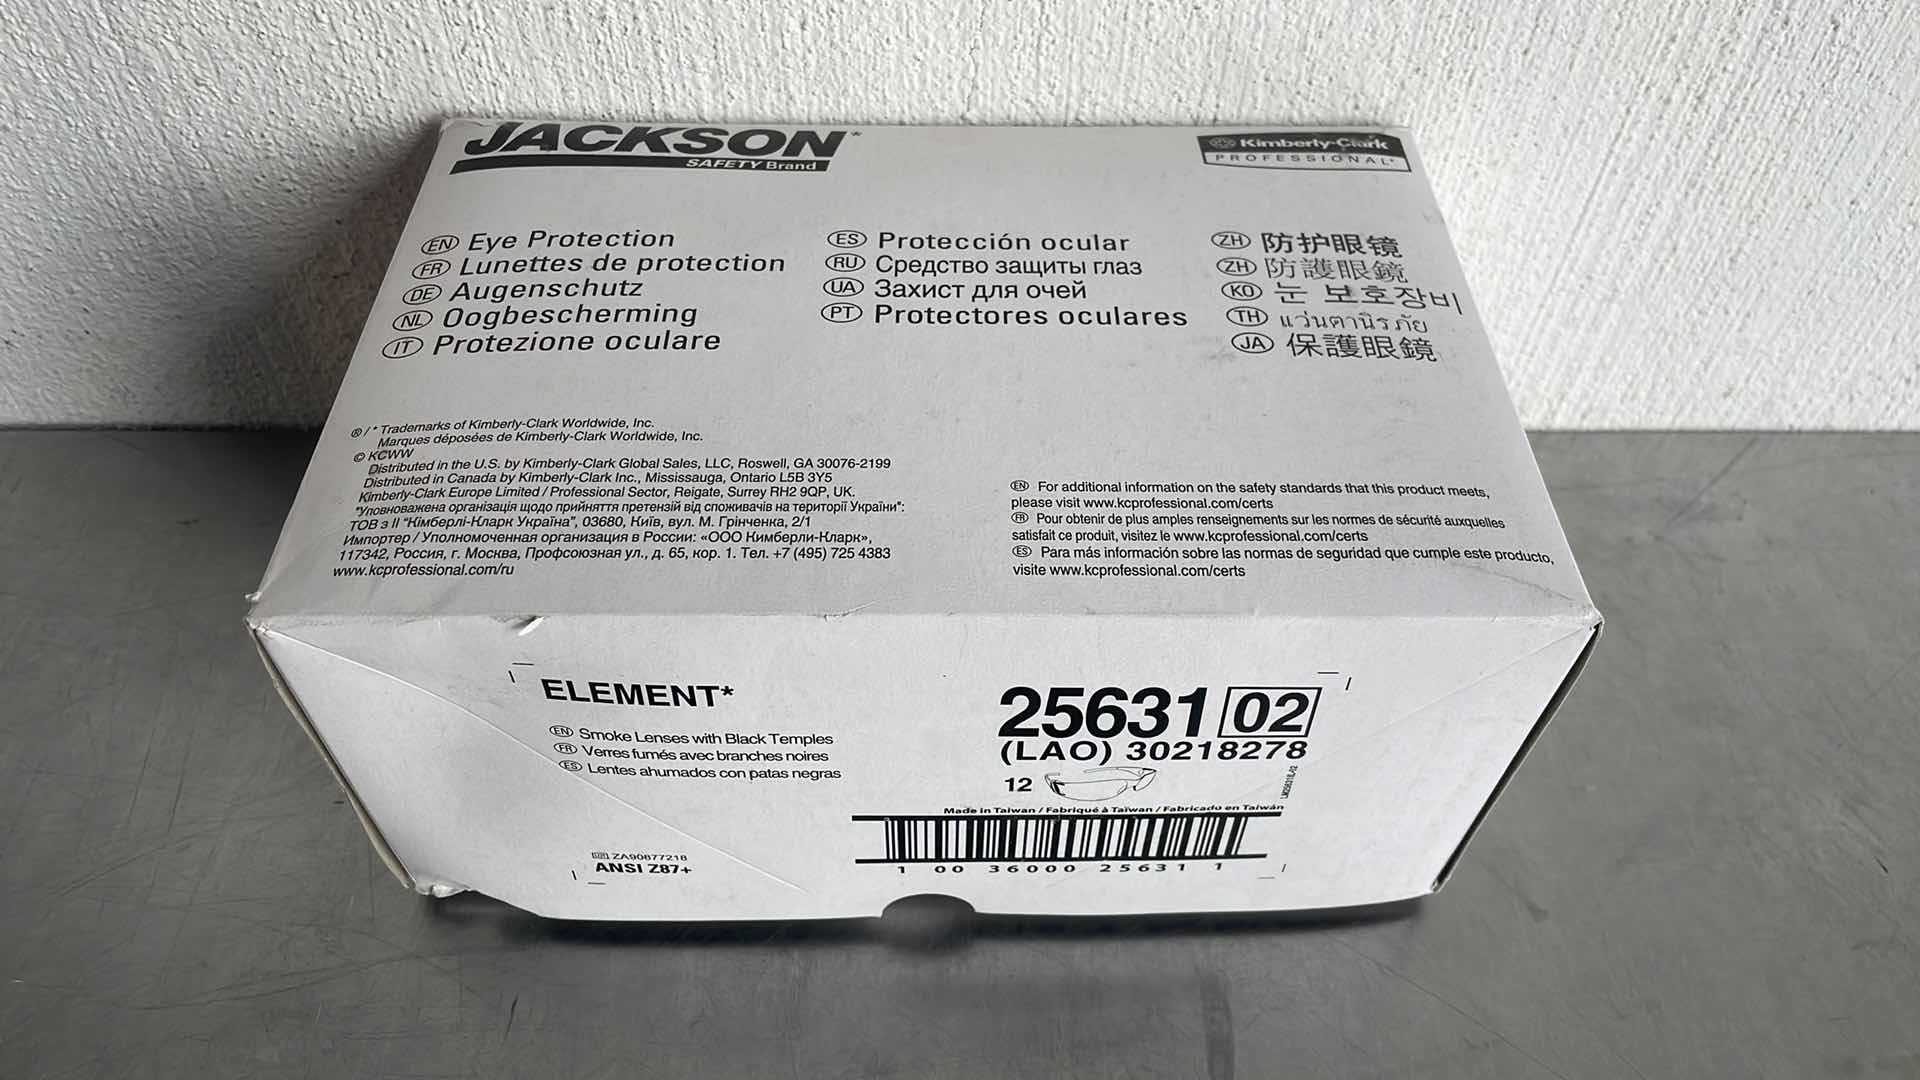 JACKSON*
SAFETY Brand
Kimberly-Clark
PROFESSIONAL*
EN Eye Protection
FR Lunettes de protection
DE Augenschutz
NL Oogbescherming
IT Protezione oculare
ES Protección ocular
RU Средство защиты глаз
UA Захист для очей
PT Protectores oculares
ZH 防护眼镜
ZH 防護眼鏡
KO 눈 보호장비
TH แว่นตานิรภัย
JA 保護眼鏡
®/* Trademarks of Kimberly-Clark Worldwide, Inc.
Marques déposées de Kimberly-Clark Worldwide, Inc.
© KCWW
Distributed in the U.S. by Kimberly-Clark Global Sales, LLC, Roswell, GA 30076-2199
Distributed in Canada by Kimberly-Clark Inc., Mississauga, Ontario L5B 3Y5
Kimberly-Clark Europe Limited / Professional Sector, Reigate, Surrey RH2 9QP, UK.
"Уповноважена організація щодо прийняття претензій від споживачів на території України":
ТОВ з ІІ "Кімберлі-Кларк Україна", 03680, Київ, вул. М. Грінченка, 2/1
Импортер / Уполномоченная организация в России: «ООО Кимберли-Кларк»,
117342, Россия, г. Москва, Профсоюзная ул., д. 65, кор. 1. Тел. +7 (495) 725 4383
www.kcprofessional.com/ru
EN For additional information on the safety standards that this product meets,
please visit www.kcprofessional.com/certs
FR Pour obtenir de plus amples renseignements sur les normes de sécurité auxquelles
satisfait ce produit, visitez le www.kcprofessional.com/certs
ES Para más información sobre las normas de seguridad que cumple este producto,
visite www.kcprofessional.com/certs
ELEMENT*
EN Smoke Lenses with Black Temples
FR Verres fumés avec branches noires
ES Lentes ahumados con patas negras
ZA90877218
ANSI Z87+
25631 02
(LAO) 30218278
12
Made in Taiwan / Fabriqué à Taïwan / Fabricado en Taiwán
1 00 36000 25631 1